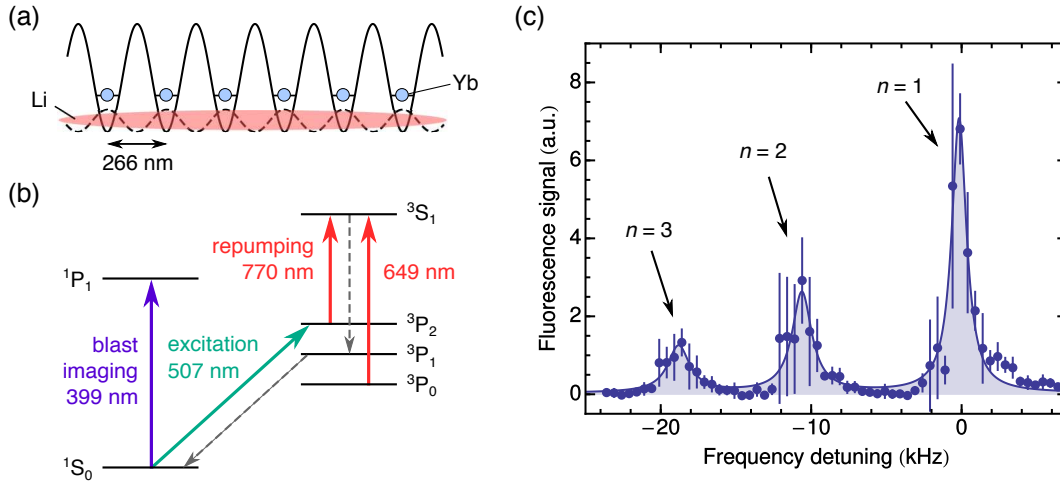 (a)
Li
Yb
266 nm
(b)
³S₁
repumping
770 nm
649 nm
¹P₁
³P₂
blast
imaging
399 nm
excitation
507 nm
³P₁
³P₀
¹S₀
(c)
Fluorescence signal (a.u.)
8
6
4
2
0
n = 1
n = 2
n = 3
−20
−10
0
Frequency detuning (kHz)